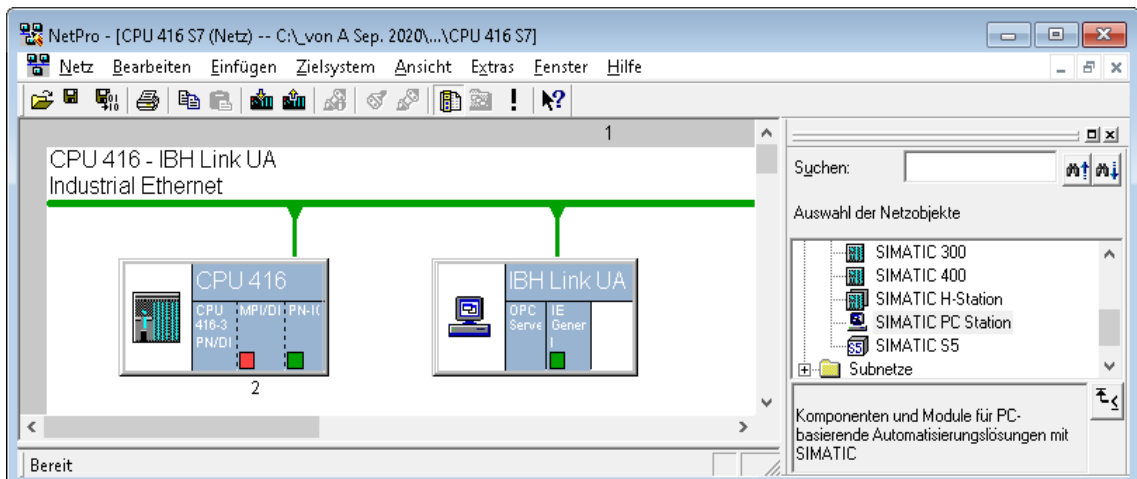 NetPro - [CPU 416 S7 (Netz) -- C:\_von A Sep. 2020\...\CPU 416 S7]
Netz Bearbeiten Einfügen Zielsystem Ansicht Extras Fenster Hilfe
1
CPU 416 - IBH Link UA
Industrial Ethernet
CPU 416
CPU MPI/DI PN-I(
416-3
PN/DI
2
IBH Link UA
OPC IE
Serve Gener
l
Suchen:
Auswahl der Netzobjekte
SIMATIC 300
SIMATIC 400
SIMATIC H-Station
SIMATIC PC Station
S5 SIMATIC S5
Subnetze
Komponenten und Module für PC-
basierende Automatisierungslösungen mit
SIMATIC
Bereit